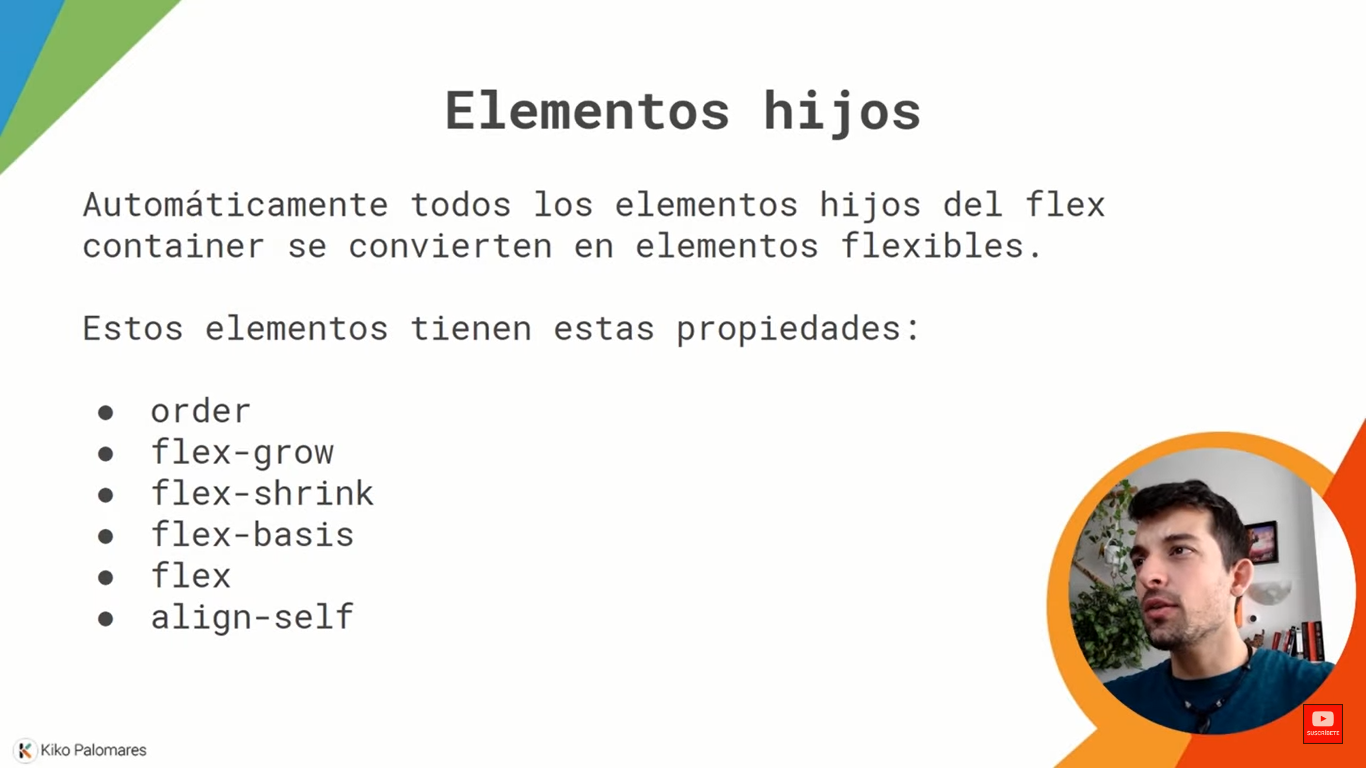 Elementos hijos
Automáticamente todos los elementos hijos del flex
container se convierten en elementos flexibles.
Estos elementos tienen estas propiedades:
● order
● flex-grow
● flex-shrink
● flex-basis
● flex
● align-self
SUSCRÍBETE
Kiko Palomares